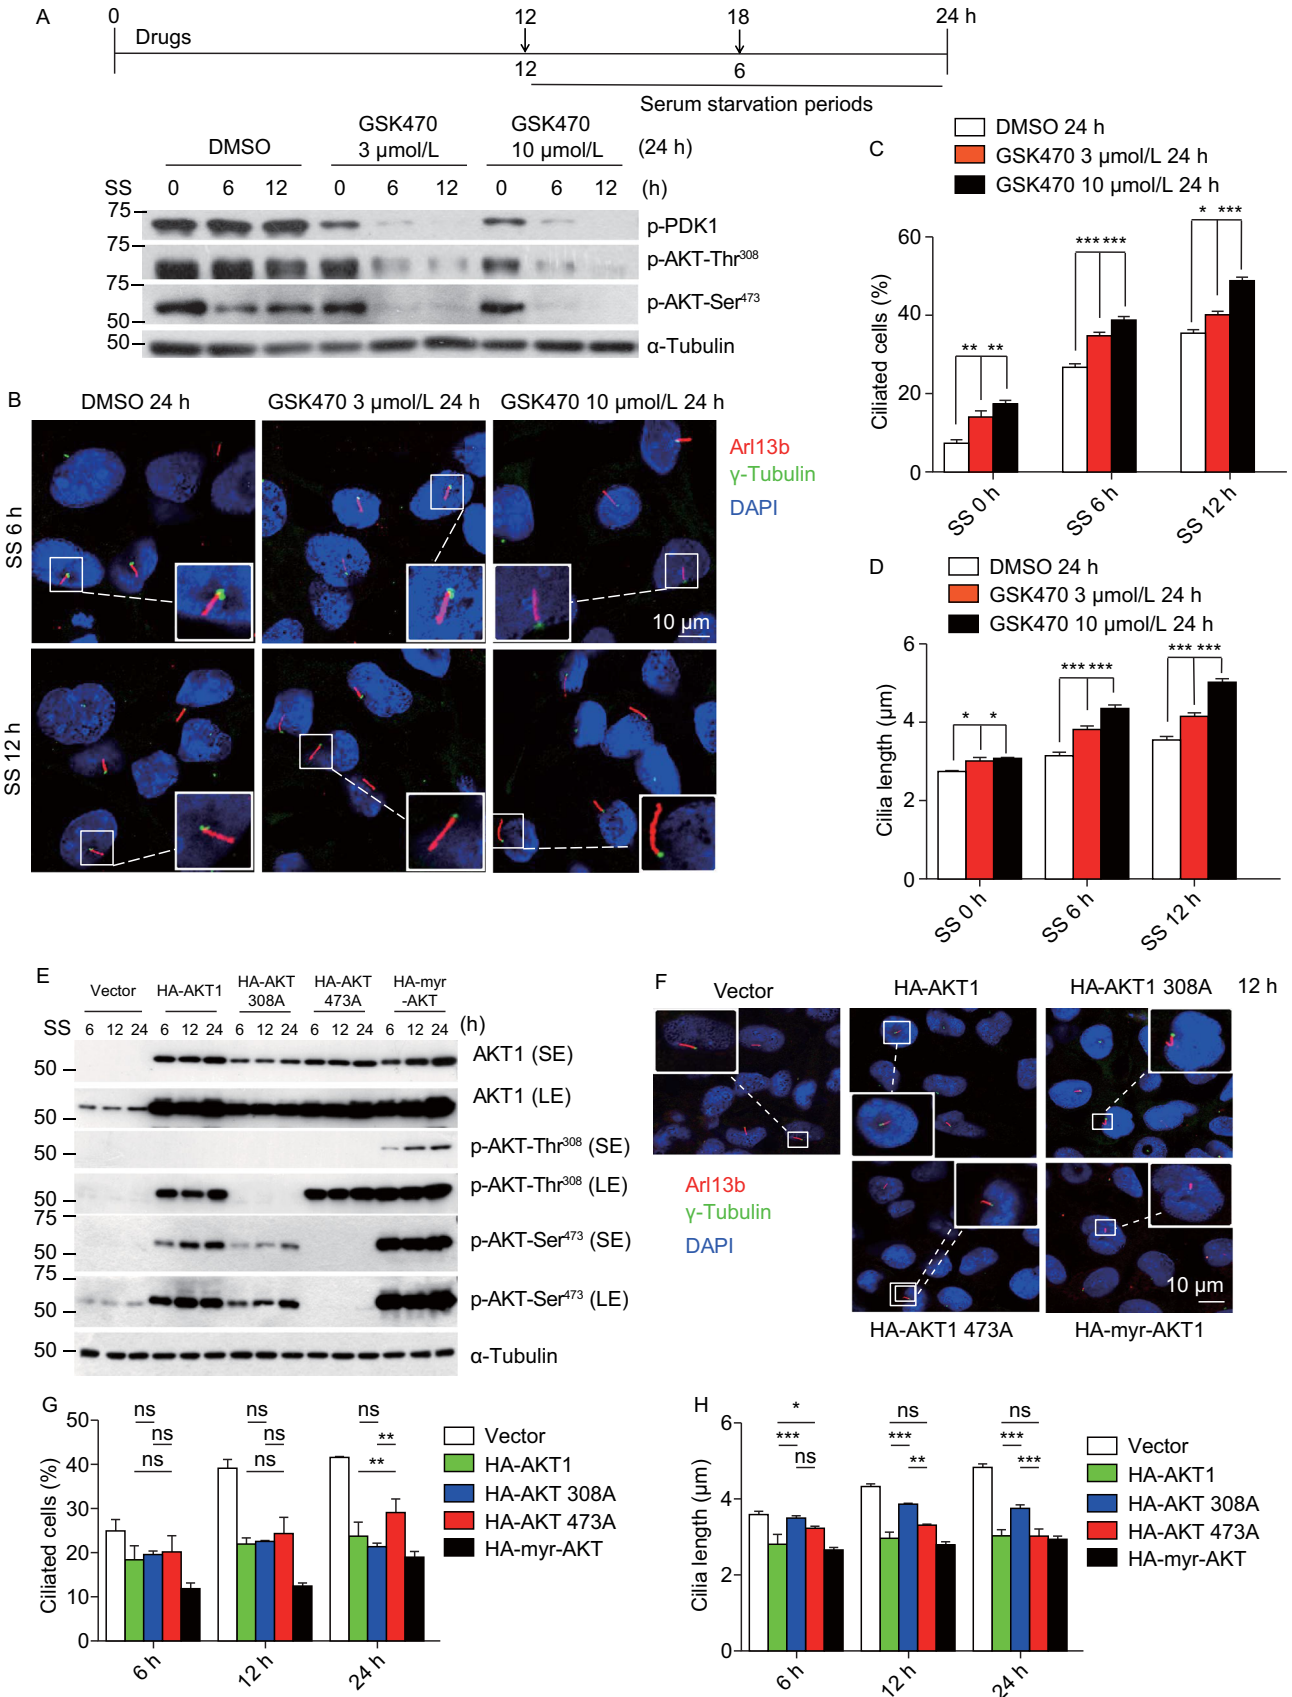 A
0 12 18 24 h
Drugs
12 6
Serum starvation periods
DMSO GSK470 3 μmol/L GSK470 10 μmol/L (24 h)
SS 0 6 12 0 6 12 0 6 12 (h)
75
p-PDK1
75
p-AKT-Thr³⁰⁸
75
p-AKT-Ser⁴⁷³
50
50
α-Tubulin
B
DMSO 24 h GSK470 3 μmol/L 24 h GSK470 10 μmol/L 24 h
SS 6 h
SS 12 h
10 μm
Arl13b
γ-Tubulin
DAPI
C
DMSO 24 h
GSK470 3 μmol/L 24 h
GSK470 10 μmol/L 24 h
Ciliated cells (%)
60
40
20
0
** ** *** *** * ***
SS 0 h SS 6 h SS 12 h
D
DMSO 24 h
GSK470 3 μmol/L 24 h
GSK470 10 μmol/L 24 h
Cilia length (μm)
6
4
2
0
* * *** *** *** ***
SS 0 h SS 6 h SS 12 h
E
Vector HA-AKT1 HA-AKT 308A HA-AKT 473A HA-myr -AKT
SS 6 12 24 6 12 24 6 12 24 6 12 24 6 12 24 (h)
50 AKT1 (SE)
50 AKT1 (LE)
50 p-AKT-Thr³⁰⁸ (SE)
50 p-AKT-Thr³⁰⁸ (LE)
75
50 p-AKT-Ser⁴⁷³ (SE)
75
50 p-AKT-Ser⁴⁷³ (LE)
50 α-Tubulin
F
Vector HA-AKT1 HA-AKT1 308A 12 h
Arl13b
γ-Tubulin
DAPI
10 μm
HA-AKT1 473A HA-myr-AKT1
G
Ciliated cells (%)
50
40
30
20
10
0
ns ns ns
ns ns **
ns ns **
6 h 12 h 24 h
Vector
HA-AKT1
HA-AKT 308A
HA-AKT 473A
HA-myr-AKT
H
Cilia length (μm)
6
4
2
0
* ns ns
*** *** ***
ns ** ***
6 h 12 h 24 h
Vector
HA-AKT1
HA-AKT 308A
HA-AKT 473A
HA-myr-AKT